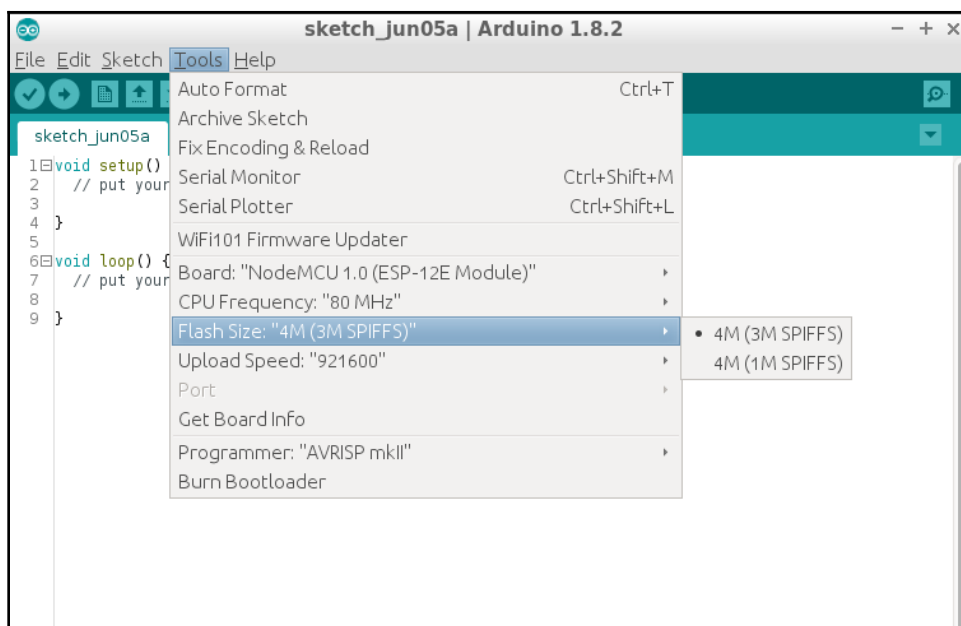 sketch_jun05a | Arduino 1.8.2
File Edit Sketch Tools Help
Auto Format Ctrl+T
Archive Sketch
Fix Encoding & Reload
Serial Monitor Ctrl+Shift+M
Serial Plotter Ctrl+Shift+L
WiFi101 Firmware Updater
Board: "NodeMCU 1.0 (ESP-12E Module)"
CPU Frequency: "80 MHz"
Flash Size: "4M (3M SPIFFS)"
Upload Speed: "921600"
Port
Get Board Info
Programmer: "AVRISP mkII"
Burn Bootloader
4M (3M SPIFFS)
4M (1M SPIFFS)
sketch_jun05a
1 void setup()
2 // put your
3
4 }
5
6 void loop() {
7 // put your
8
9 }